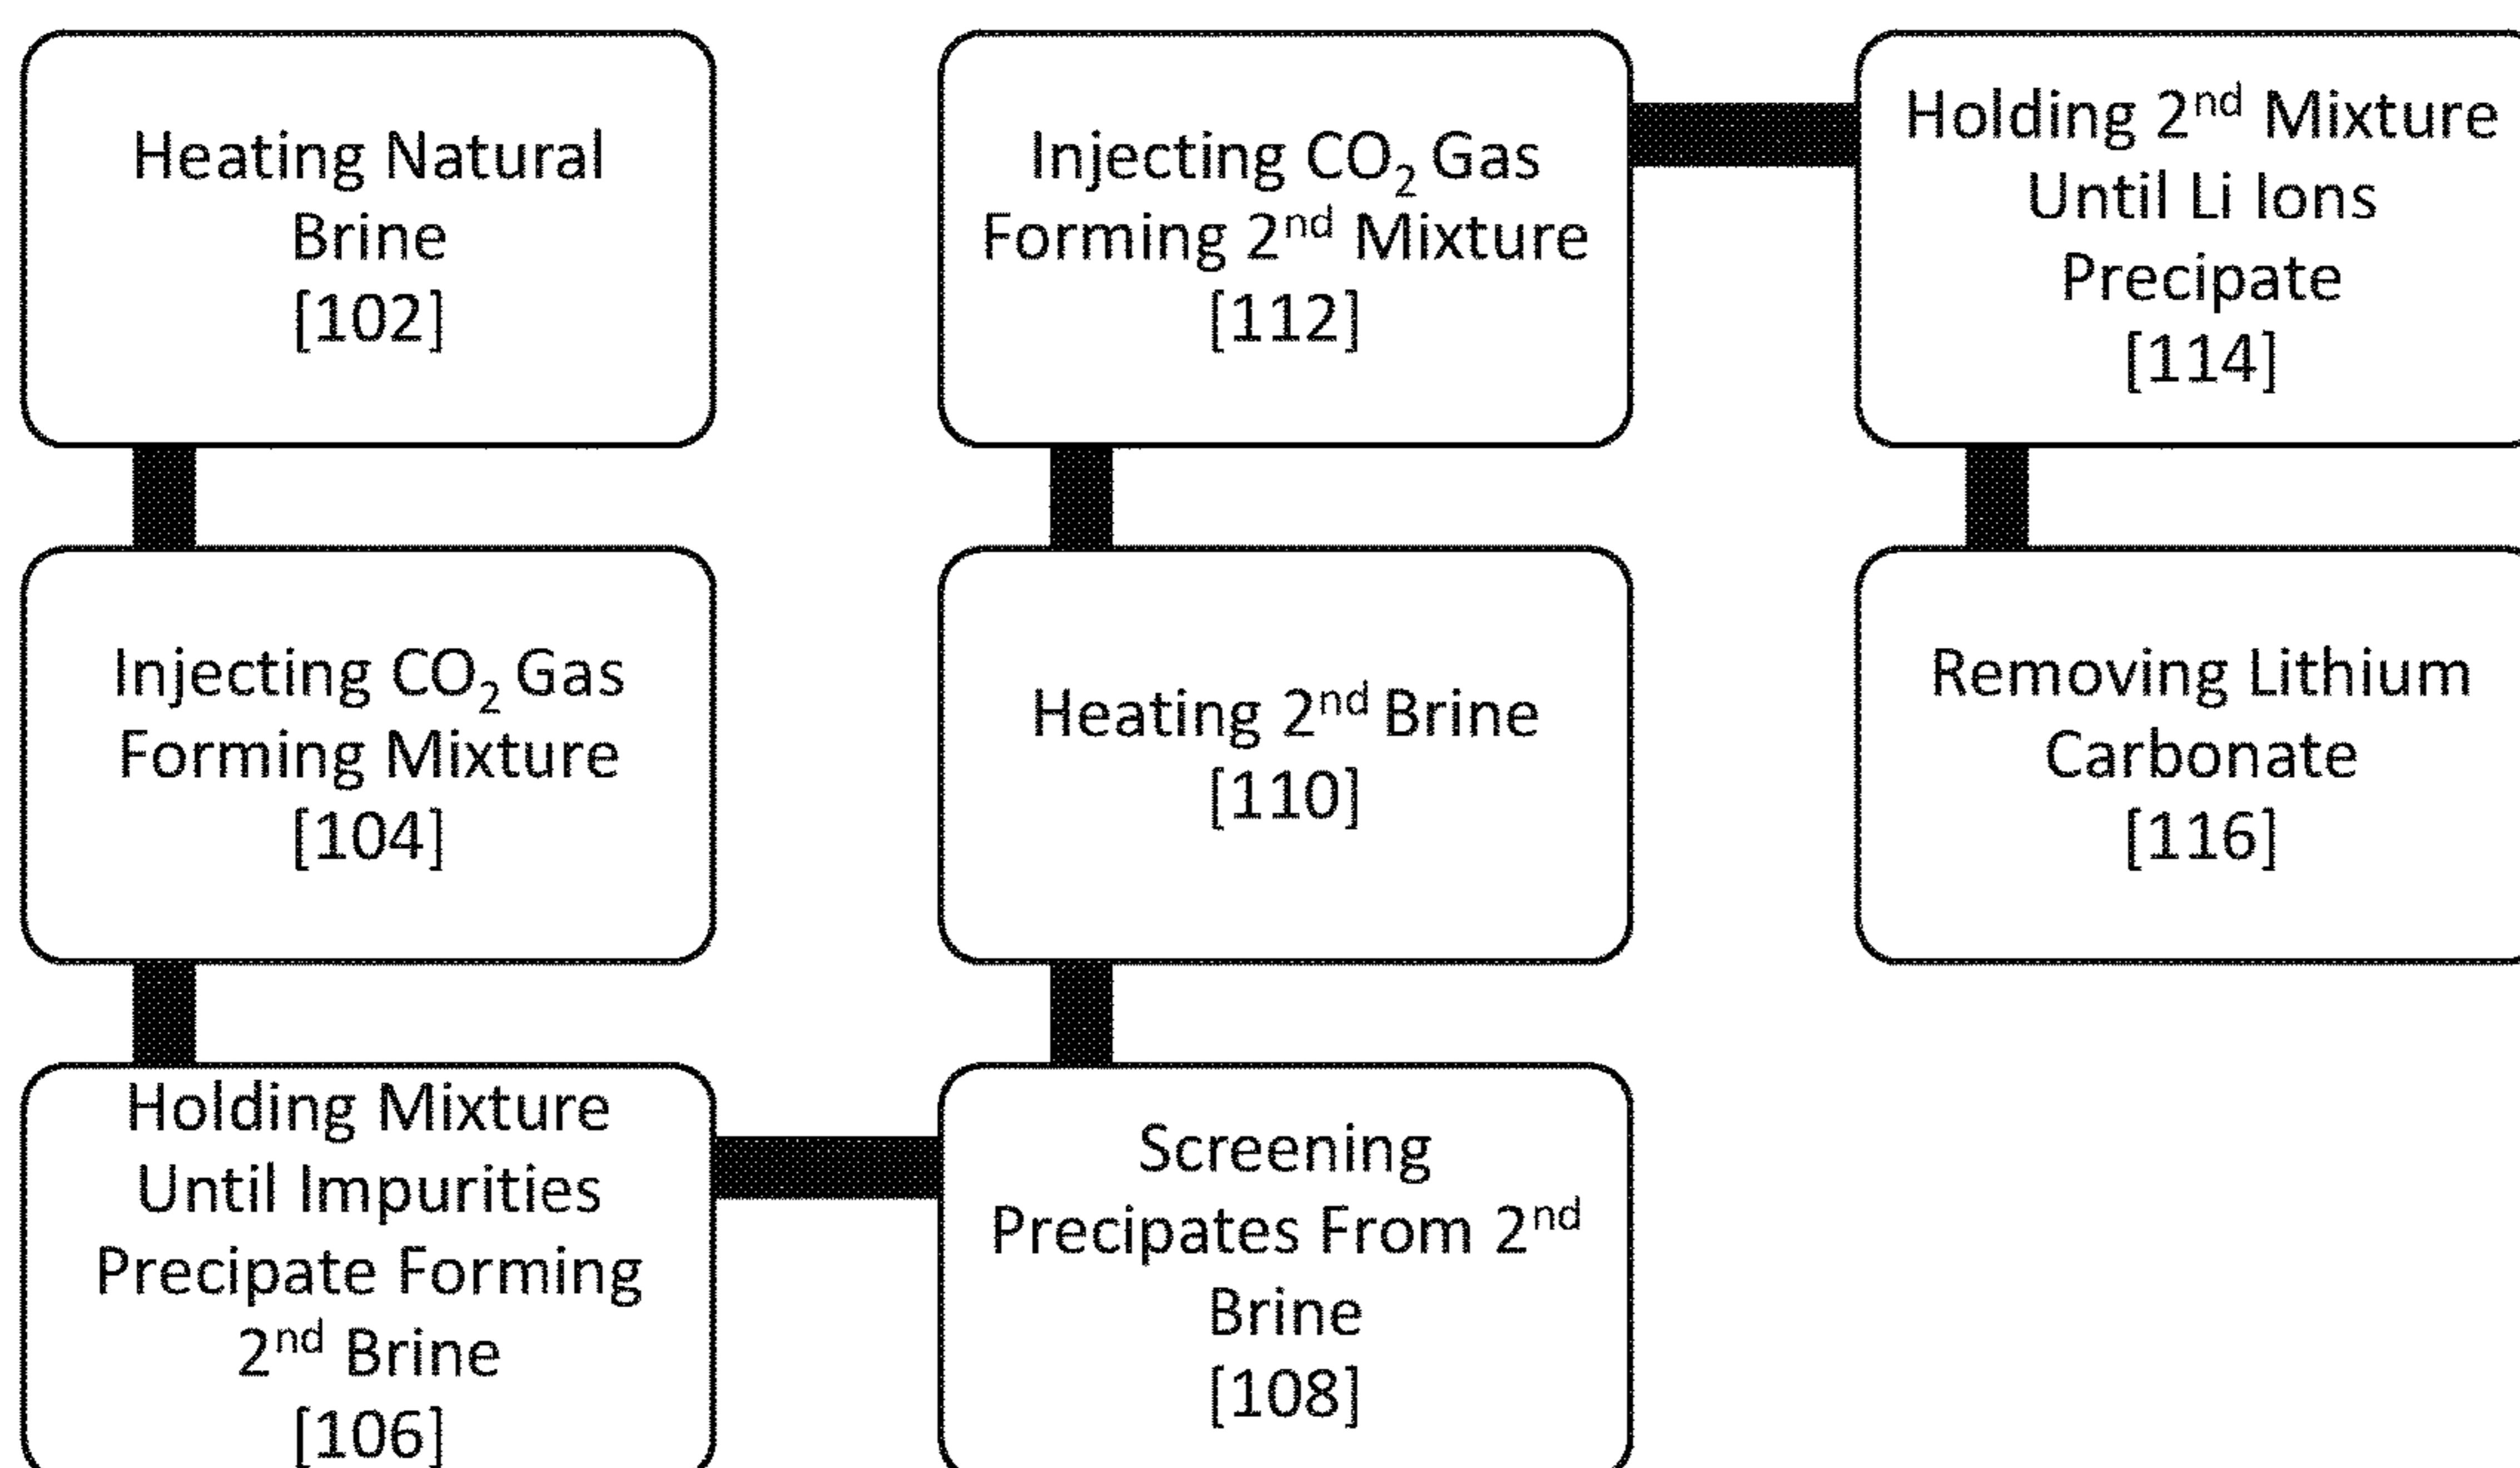 Heating Natural
Brine
[102]
Injecting CO₂ Gas
Forming Mixture
[104]
Holding Mixture
Until Impurities
Precipate Forming
2ⁿᵈ Brine
[106]
Screening
Precipates From 2ⁿᵈ
Brine
[108]
Heating 2ⁿᵈ Brine
[110]
Injecting CO₂ Gas
Forming 2ⁿᵈ Mixture
[112]
Holding 2ⁿᵈ Mixture
Until Li Ions
Precipate
[114]
Removing Lithium
Carbonate
[116]